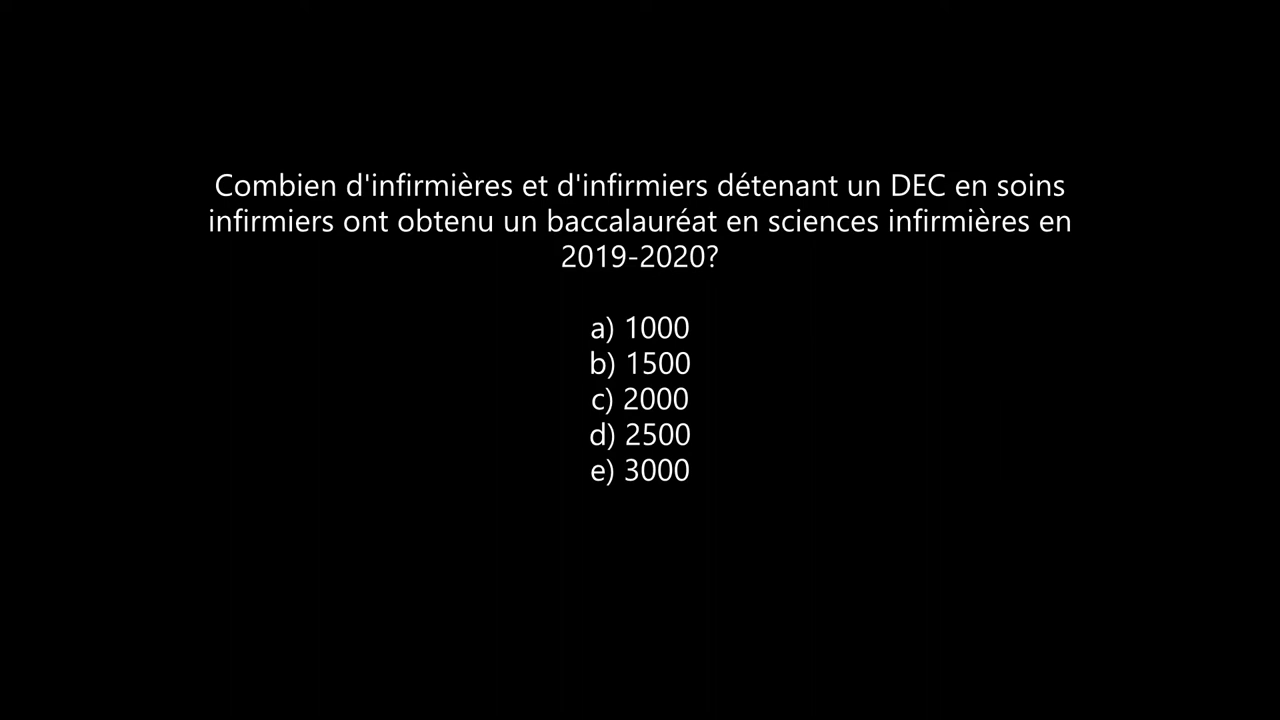 Combien d'infirmières et d'infirmiers détenant un DEC en soins
infirmiers ont obtenu un baccalauréat en sciences infirmières en
2019-2020?
a) 1000
b) 1500
c) 2000
d) 2500
e) 3000